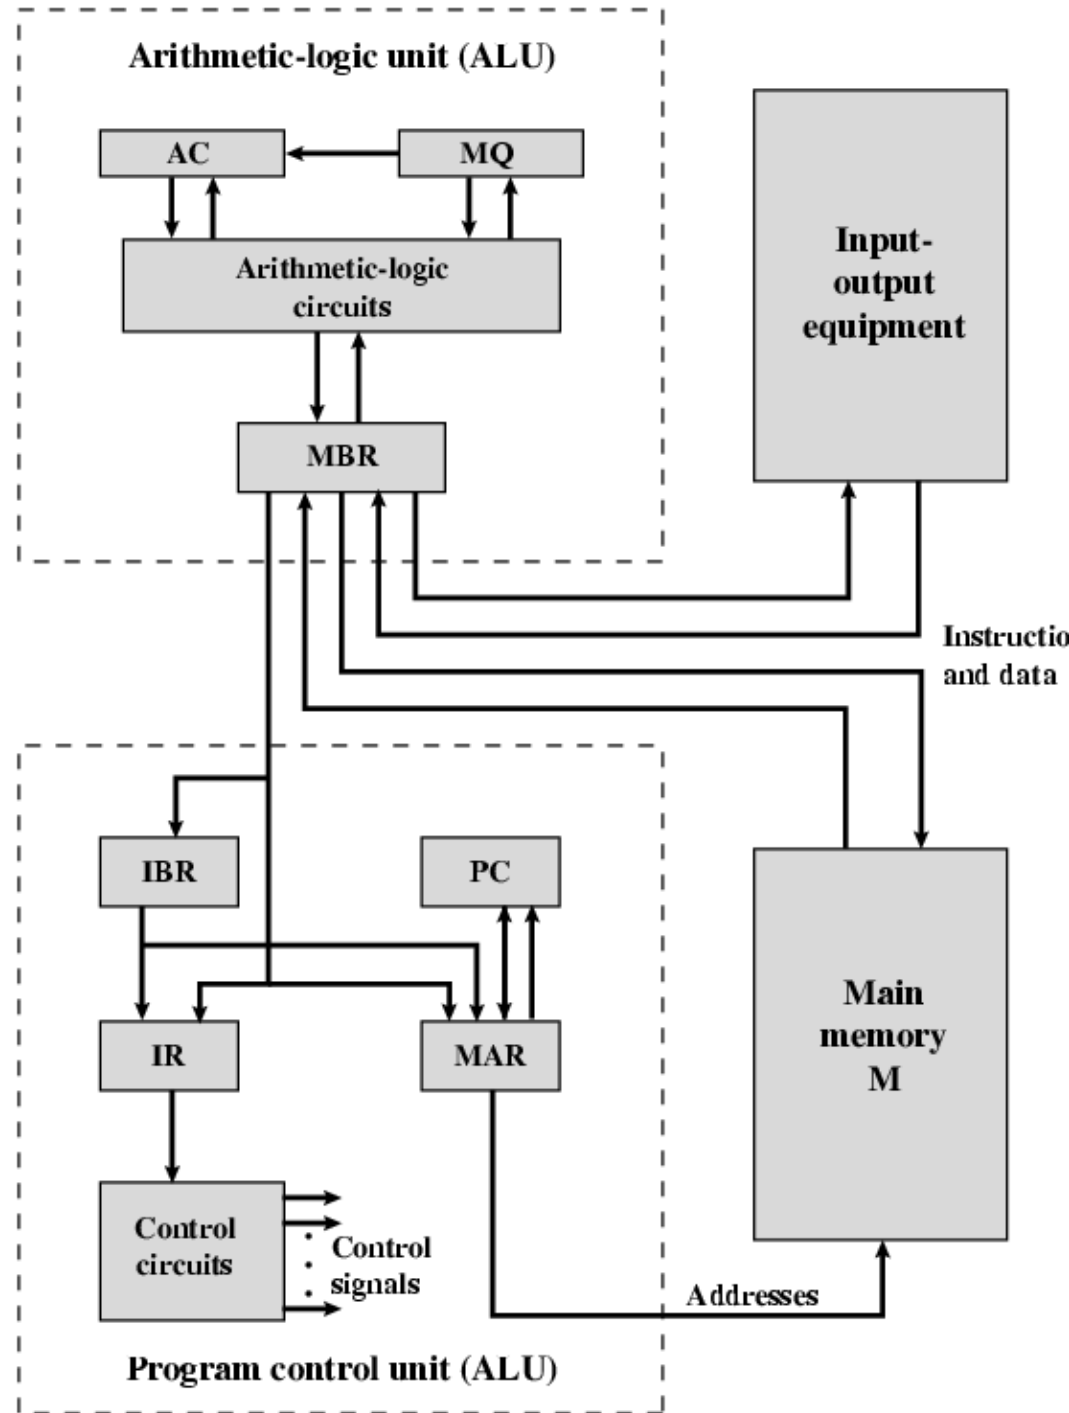 Arithmetic-logic unit (ALU)
AC
MQ
Arithmetic-logic
circuits
MBR
Input-
output
equipment
Instructio
and data
IBR
PC
IR
MAR
Main
memory
M
Control
circuits
Control
signals
Addresses
Program control unit (ALU)